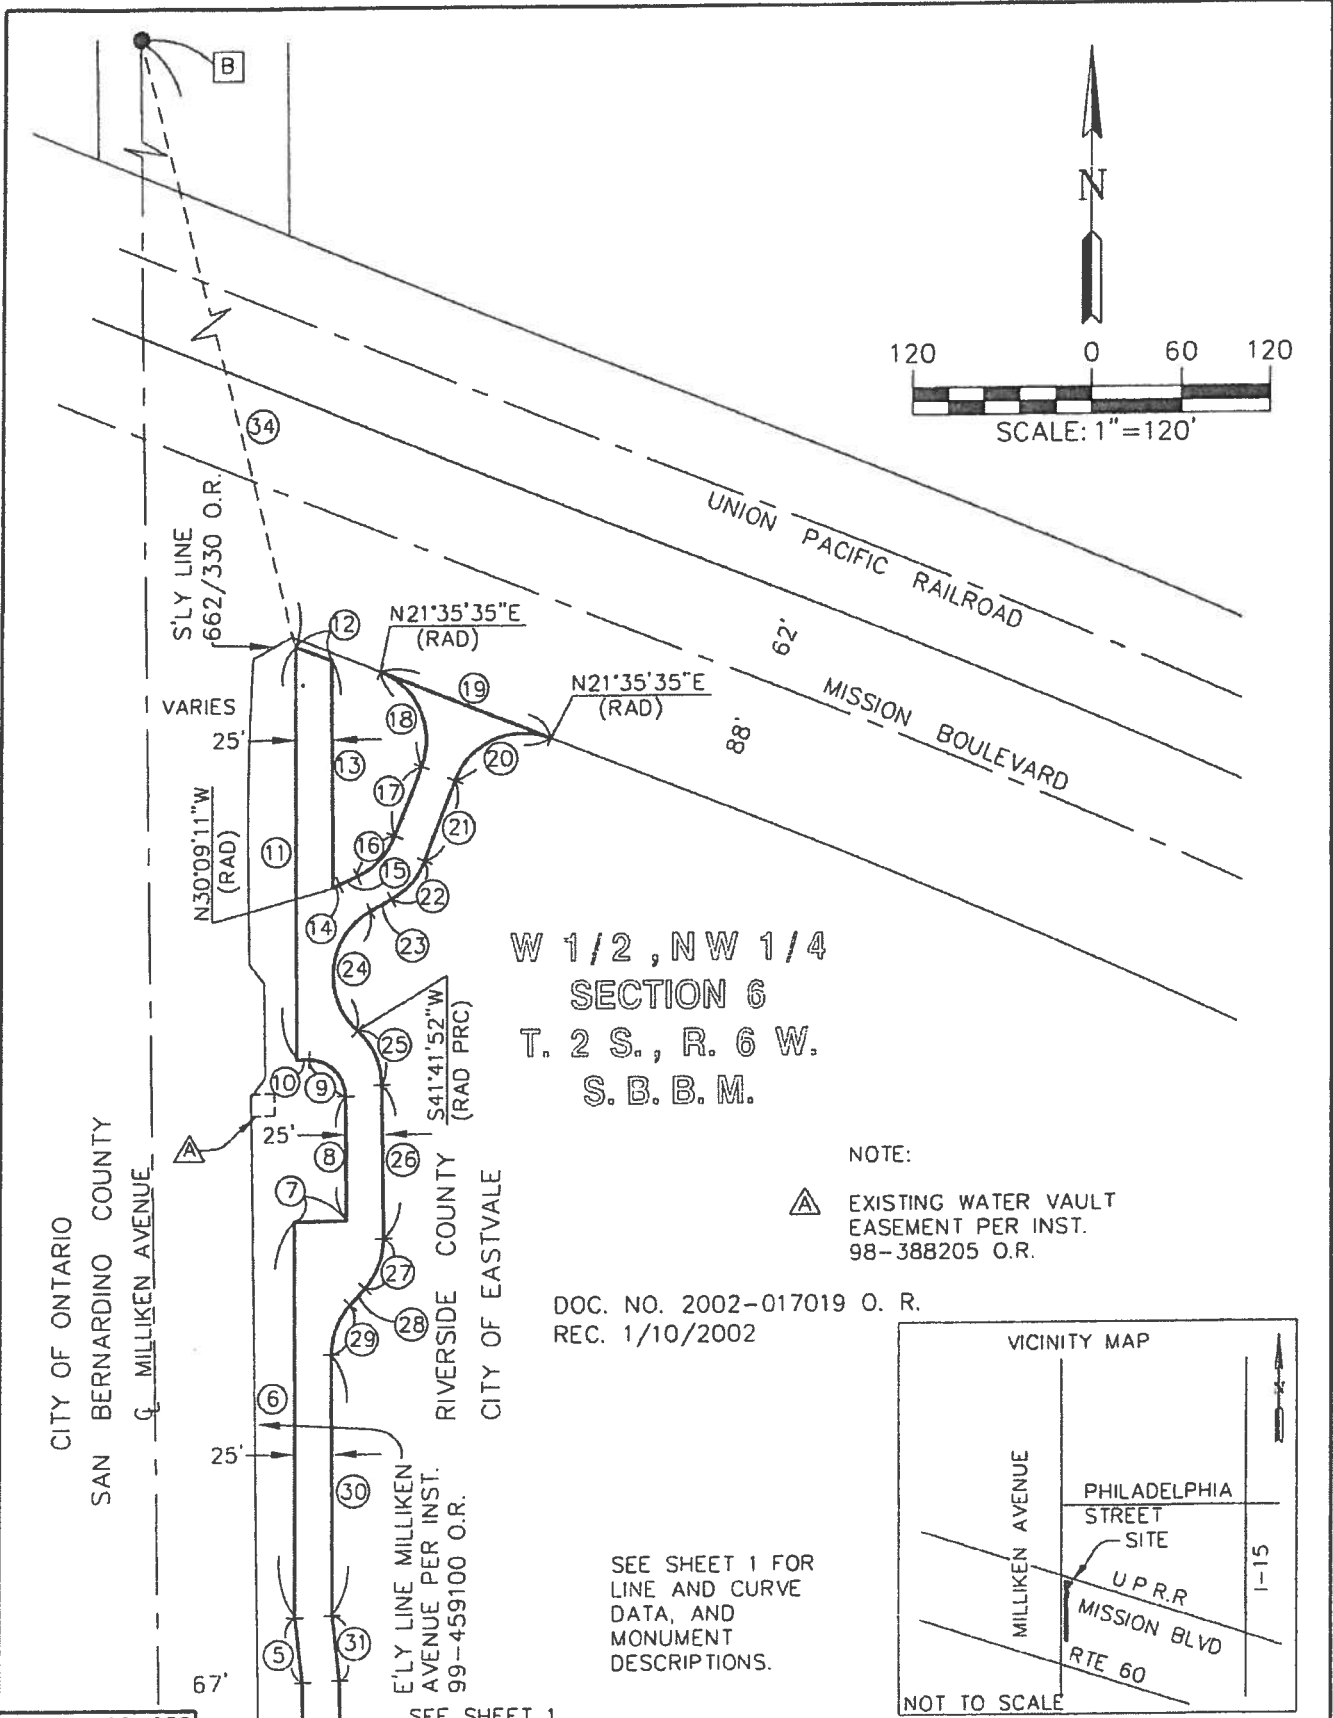 B
N
120 0 60 120
SCALE: 1"=120'
34
UNION PACIFIC RAILROAD
62'
MISSION BOULEVARD
88'
S'LY LINE
662/330 O.R.
12
N21°35'35"E
(RAD)
19
N21°35'35"E
(RAD)
VARIES
25'
18
20
13
17
21
N30°09'11"W
(RAD)
11
16
15
22
14
23
24
W 1/2 , NW 1/4
SECTION 6
T. 2 S., R. 6 W.
S. B. B. M.
25
S41°41'52"W
(RAD PRC)
10
9
A
25'
8
26
7
NOTE:
A EXISTING WATER VAULT
EASEMENT PER INST.
98-388205 O.R.
CITY OF ONTARIO
SAN BERNARDINO COUNTY
℄ MILLIKEN AVENUE
RIVERSIDE COUNTY
CITY OF EASTVALE
27
28
29
DOC. NO. 2002-017019 O. R.
REC. 1/10/2002
6
25'
30
E'LY LINE MILLIKEN
AVENUE PER INST.
99-459100 O.R.
5
31
67'
SEE SHEET 1 FOR
LINE AND CURVE
DATA, AND
MONUMENT
DESCRIPTIONS.
SEE SHEET 1
VICINITY MAP
MILLIKEN AVENUE
PHILADELPHIA
STREET
SITE
I-15
U.P.R.R
MISSION BLVD
RTE 60
NOT TO SCALE